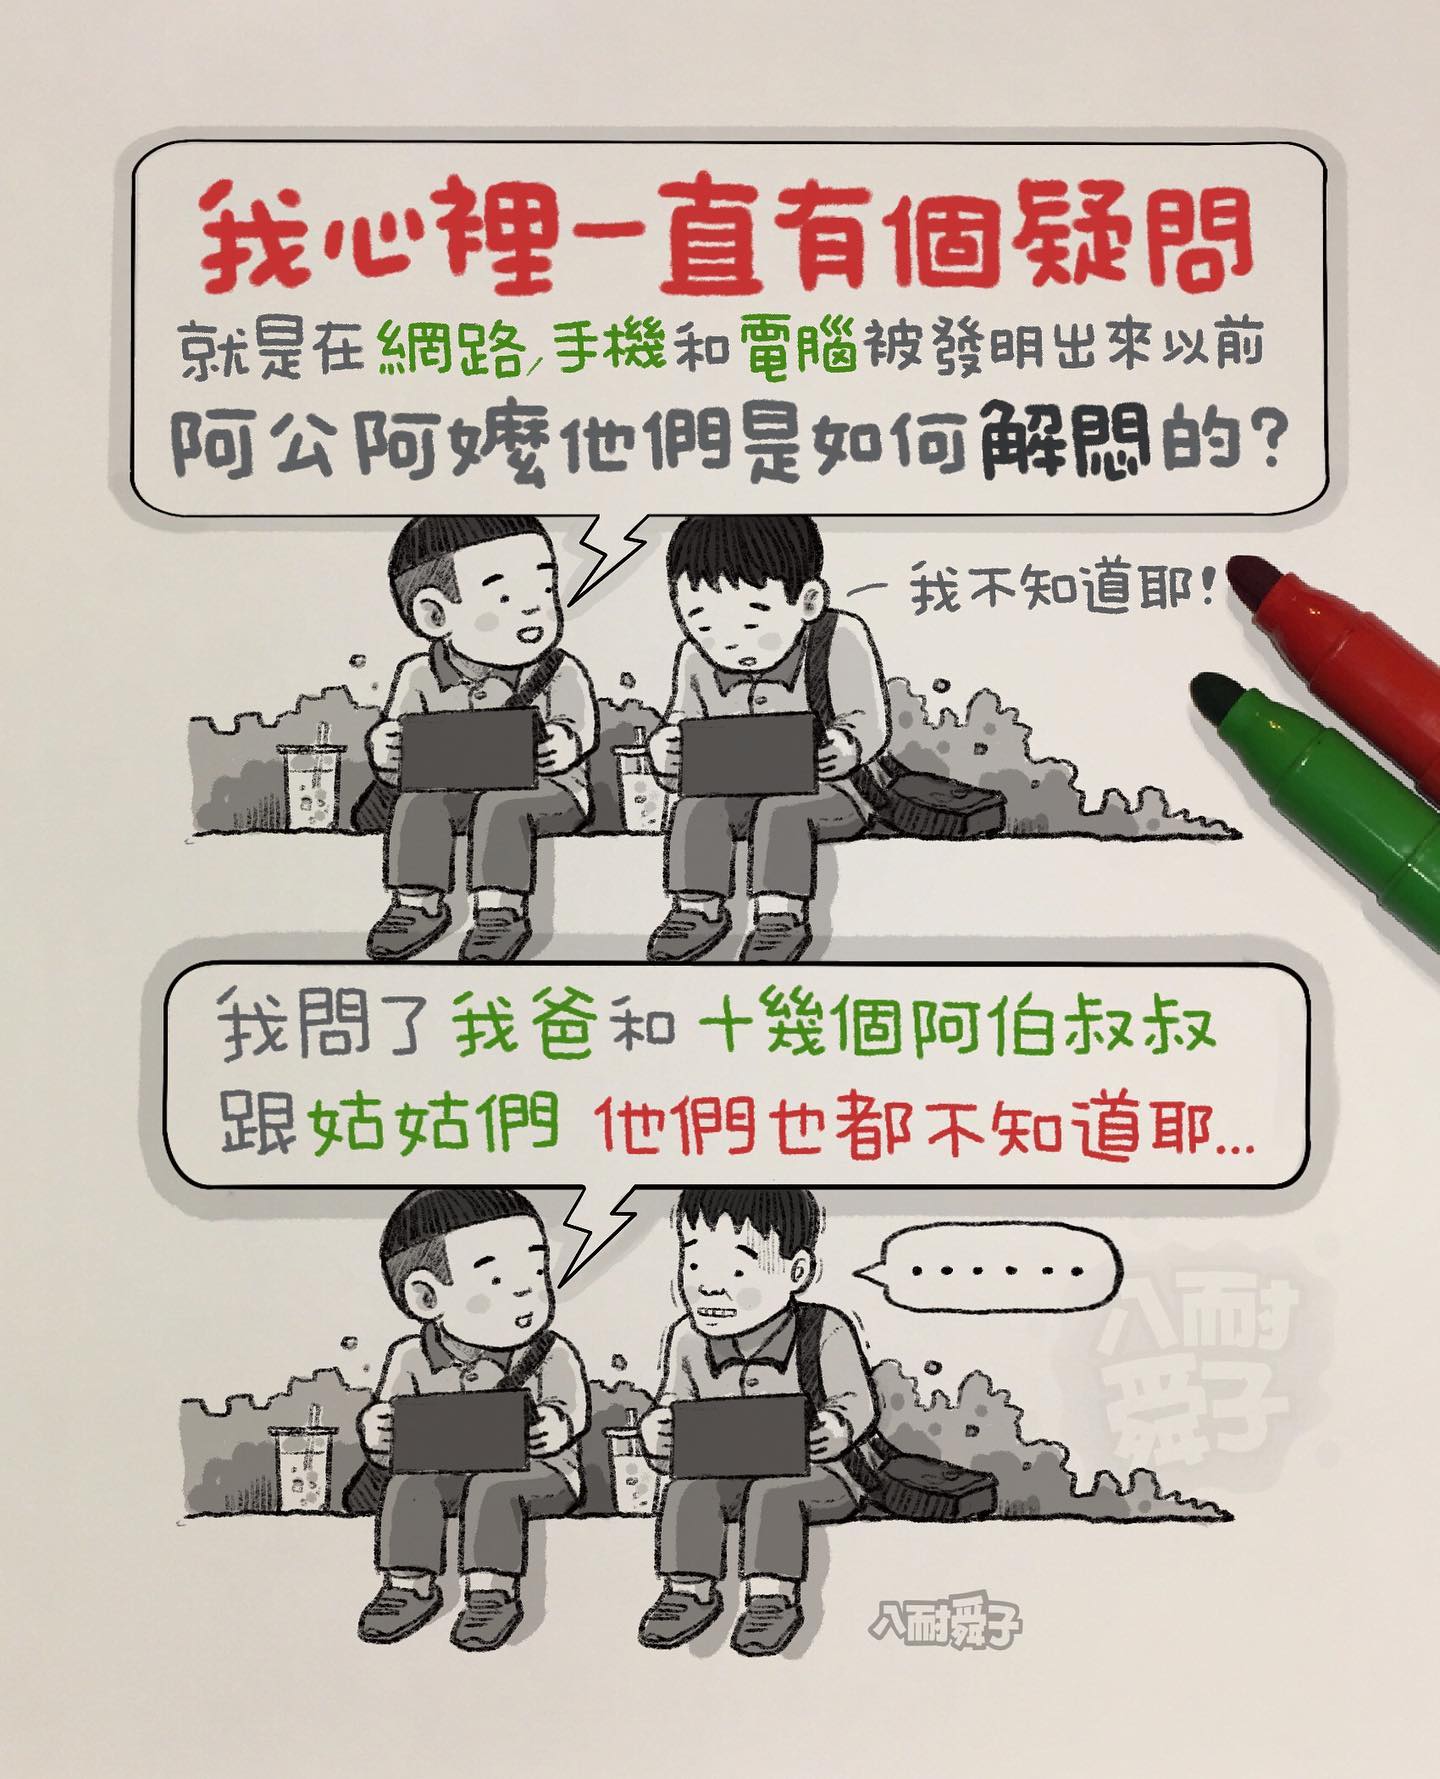 我心裡一直有個疑問
就是在網路,手機和電腦被發明出來以前
阿公阿嬤他們是如何解悶的?
我不知道耶!
我問了我爸和十幾個阿伯叔叔
跟姑姑們 他們也都不知道耶...
......
八耐
舜子
八耐舜子